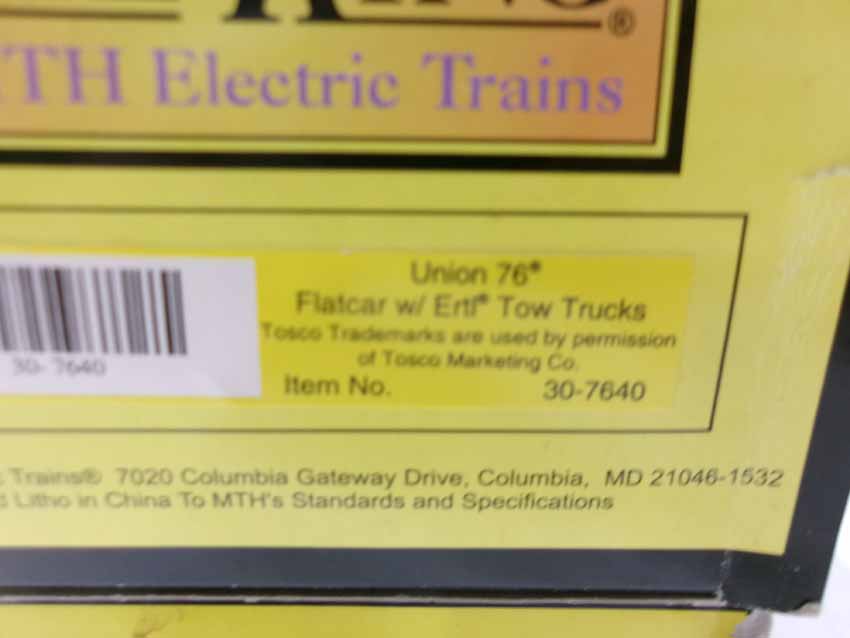 ®
MTH Electric Trains
Union 76®
Flatcar w/ Ertl® Tow Trucks
Tosco Trademarks are used by permission
of Tosco Marketing Co.
30-7640
Item No. 30-7640
Trains® 7020 Columbia Gateway Drive, Columbia, MD 21046-1532
Litho in China To MTH's Standards and Specifications